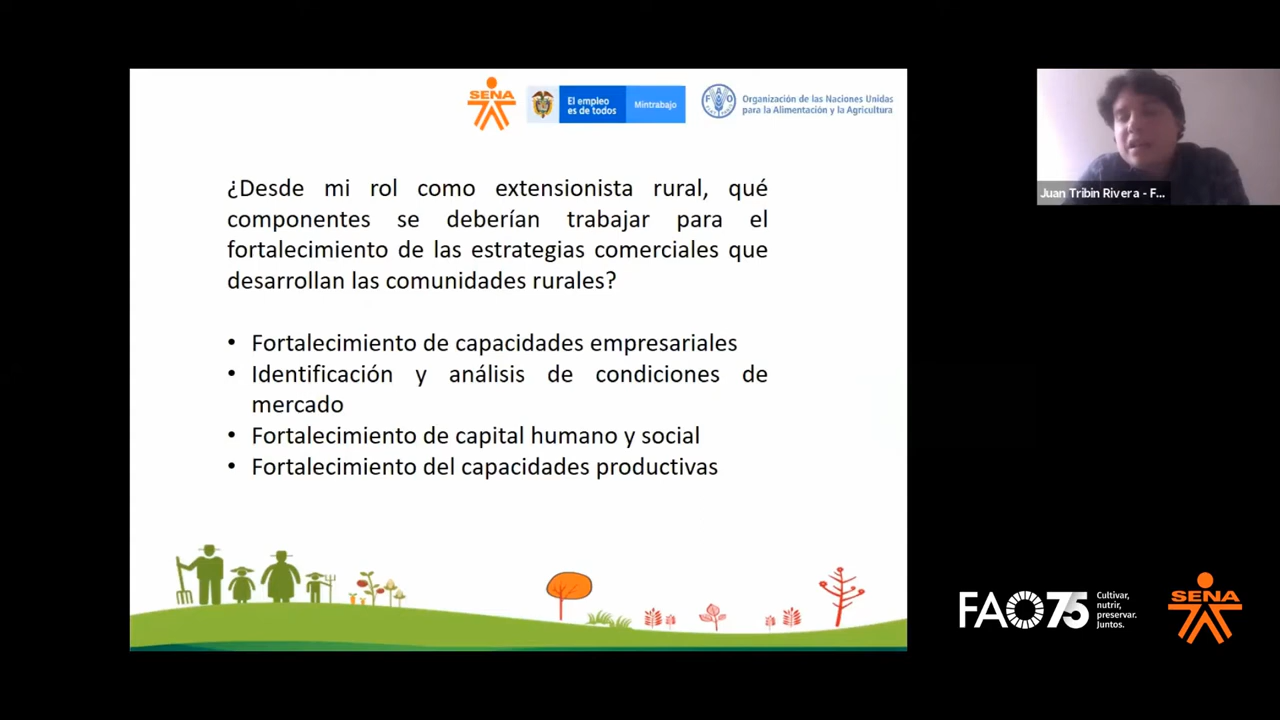 SENA
El empleo
es de todos
Mintrabajo
FAO
Organización de las Naciones Unidas
para la Alimentación y la Agricultura
¿Desde mi rol como extensionista rural, qué
componentes se deberían trabajar para el
fortalecimiento de las estrategias comerciales que
desarrollan las comunidades rurales?
• Fortalecimiento de capacidades empresariales
• Identificación y análisis de condiciones de
mercado
• Fortalecimiento de capital humano y social
• Fortalecimiento del capacidades productivas
Juan Tribin Rivera - F...
FAO75
Cultivar,
nutrir,
preservar.
Juntos.
SENA